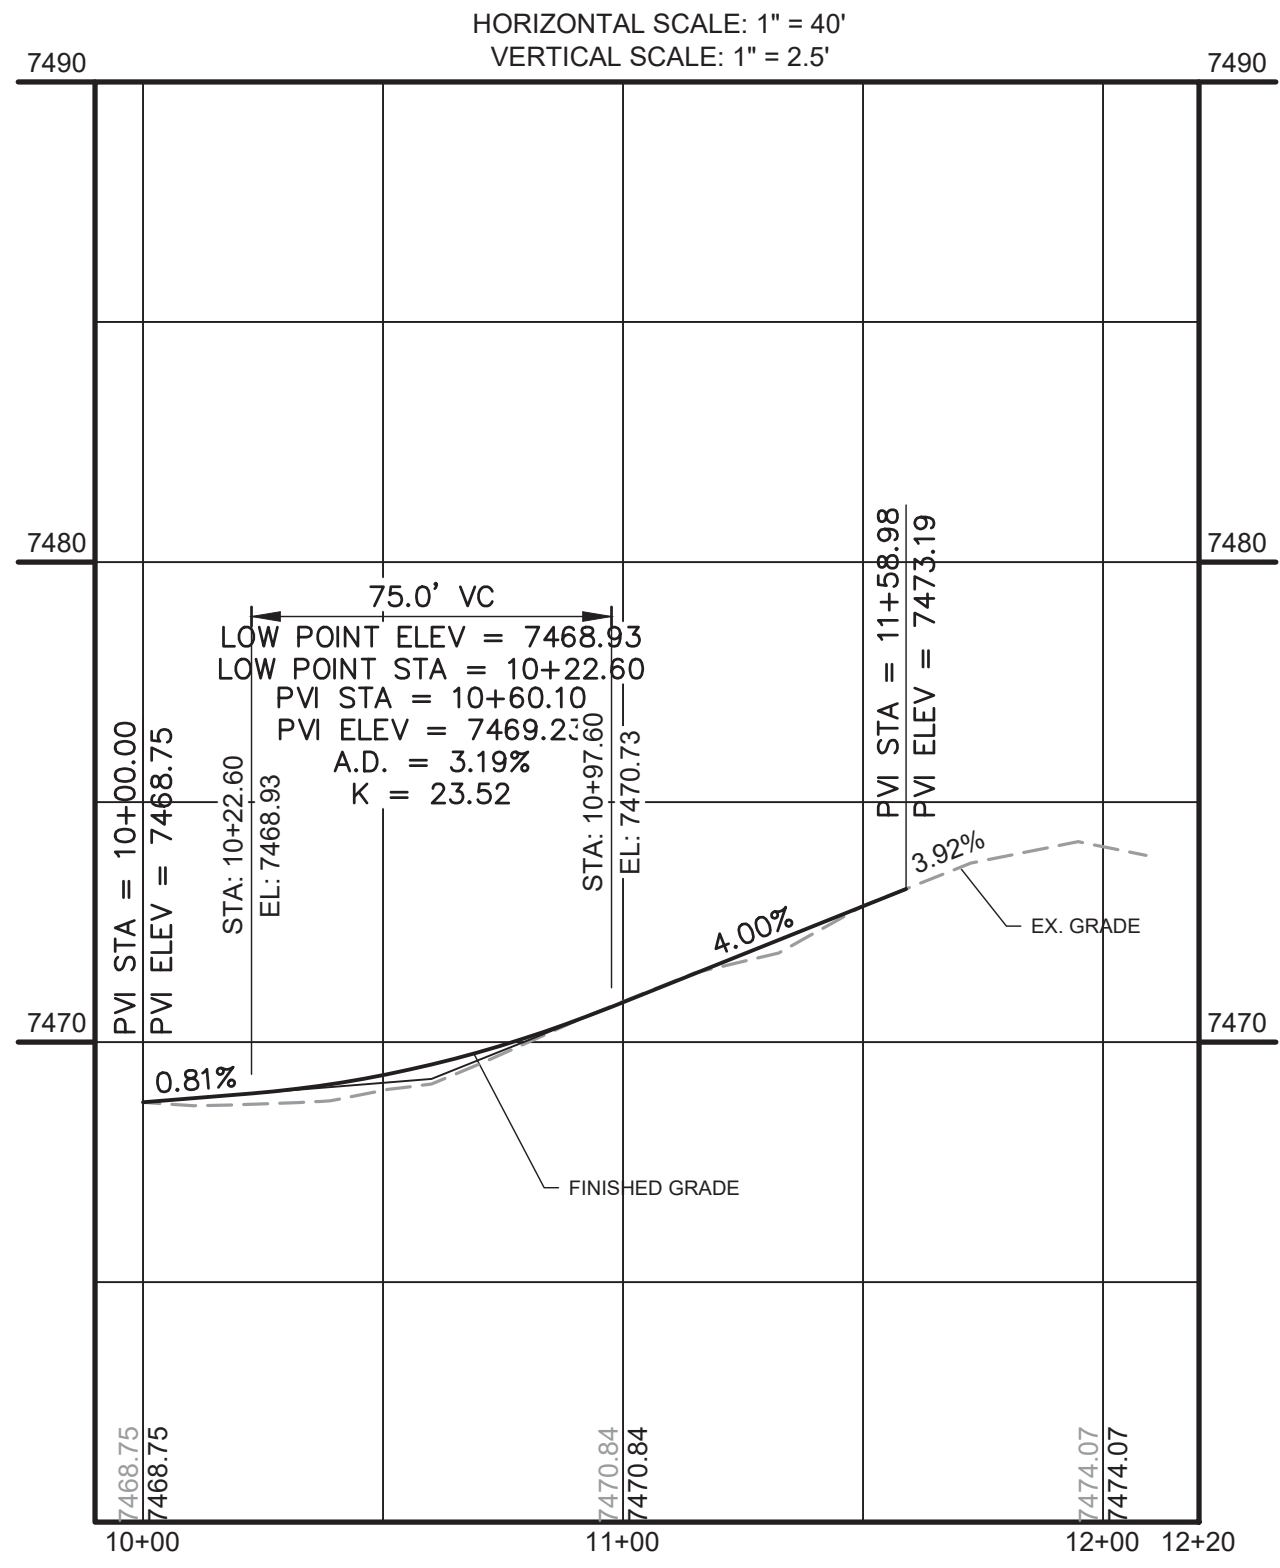 HORIZONTAL SCALE: 1" = 40'
VERTICAL SCALE: 1" = 2.5'
7490
7490
7480
7480
75.0' VC
LOW POINT ELEV = 7468.93
LOW POINT STA = 10+22.60
PVI STA = 10+60.10
PVI ELEV = 7469.23
A.D. = 3.19%
K = 23.52
PVI STA = 10+00.00
PVI ELEV = 7468.75
STA: 10+22.60
EL: 7468.93
STA: 10+97.60
EL: 7470.73
PVI STA = 11+58.98
PVI ELEV = 7473.19
3.92%
4.00%
EX. GRADE
7470
7470
0.81%
FINISHED GRADE
7468.75
7468.75
7470.84
7470.84
7474.07
7474.07
10+00
11+00
12+00
12+20